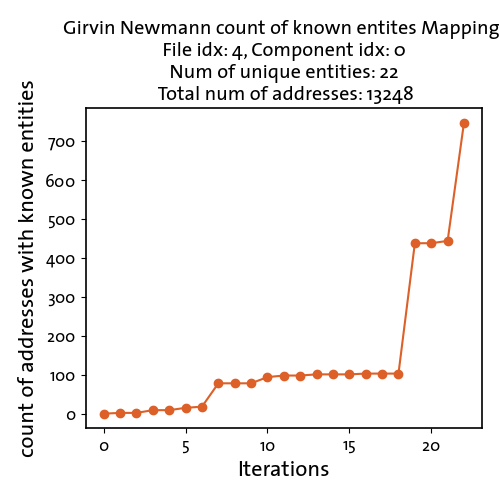 Girvin Newmann count of known entites Mapping
File idx: 4, Component idx: 0
Num of unique entities: 22
Total num of addresses: 13248
count of addresses with known entities
700
600
500
400
300
200
100
0
0 5 10 15 20
Iterations